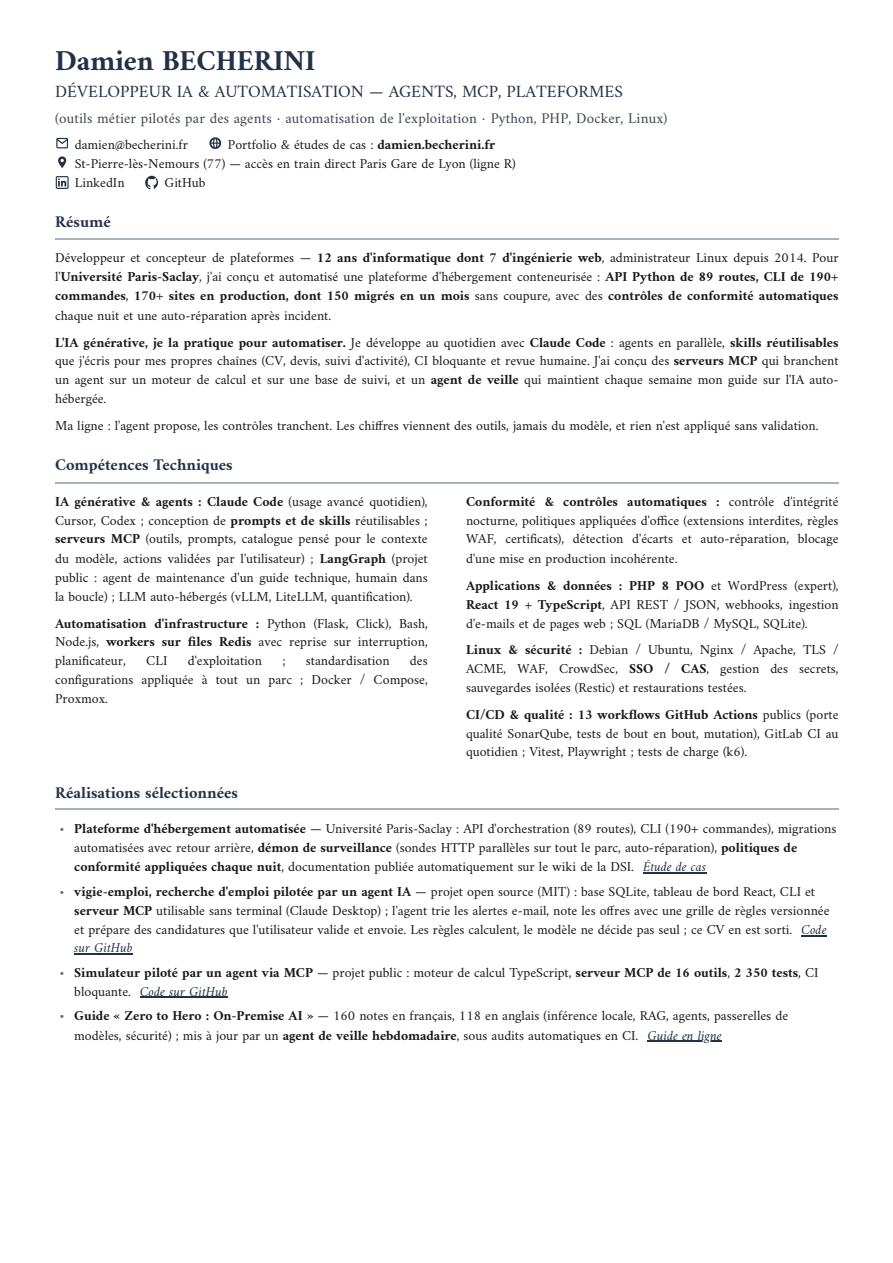 Damien BECHERINI
DÉVELOPPEUR IA & AUTOMATISATION — AGENTS, MCP, PLATEFORMES
(outils métier pilotés par des agents · automatisation de l'exploitation · Python, PHP, Docker, Linux)
damien@becherini.fr Portfolio & études de cas : damien.becherini.fr
St-Pierre-lès-Nemours (77) — accès en train direct Paris Gare de Lyon (ligne R)
LinkedIn GitHub
Résumé
Développeur et concepteur de plateformes — 12 ans d'informatique dont 7 d'ingénierie web, administrateur Linux depuis 2014. Pour
l'Université Paris-Saclay, j'ai conçu et automatisé une plateforme d'hébergement conteneurisée : API Python de 89 routes, CLI de 190+
commandes, 170+ sites en production, dont 150 migrés en un mois sans coupure, avec des contrôles de conformité automatiques
chaque nuit et une auto-réparation après incident.
L'IA générative, je la pratique pour automatiser. Je développe au quotidien avec Claude Code : agents en parallèle, skills réutilisables
que j'écris pour mes propres chaînes (CV, devis, suivi d'activité), CI bloquante et revue humaine. J'ai conçu des serveurs MCP qui branchent
un agent sur un moteur de calcul et sur une base de suivi, et un agent de veille qui maintient chaque semaine mon guide sur l'IA auto-
hébergée.
Ma ligne : l'agent propose, les contrôles tranchent. Les chiffres viennent des outils, jamais du modèle, et rien n'est appliqué sans validation.
Compétences Techniques
IA générative & agents : Claude Code (usage avancé quotidien),
Cursor, Codex ; conception de prompts et de skills réutilisables ;
serveurs MCP (outils, prompts, catalogue pensé pour le contexte
du modèle, actions validées par l'utilisateur) ; LangGraph (projet
public : agent de maintenance d'un guide technique, humain dans
la boucle) ; LLM auto-hébergés (vLLM, LiteLLM, quantification).
Automatisation d'infrastructure : Python (Flask, Click), Bash,
Node.js, workers sur files Redis avec reprise sur interruption,
planificateur, CLI d'exploitation ; standardisation des
configurations appliquée à tout un parc ; Docker / Compose,
Proxmox.
Conformité & contrôles automatiques : contrôle d'intégrité
nocturne, politiques appliquées d'office (extensions interdites, règles
WAF, certificats), détection d'écarts et auto-réparation, blocage
d'une mise en production incohérente.
Applications & données : PHP 8 POO et WordPress (expert),
React 19 + TypeScript, API REST / JSON, webhooks, ingestion
d'e-mails et de pages web ; SQL (MariaDB / MySQL, SQLite).
Linux & sécurité : Debian / Ubuntu, Nginx / Apache, TLS /
ACME, WAF, CrowdSec, SSO / CAS, gestion des secrets,
sauvegardes isolées (Restic) et restaurations testées.
CI/CD & qualité : 13 workflows GitHub Actions publics (porte
qualité SonarQube, tests de bout en bout, mutation), GitLab CI au
quotidien ; Vitest, Playwright ; tests de charge (k6).
Réalisations sélectionnées
• Plateforme d'hébergement automatisée — Université Paris-Saclay : API d'orchestration (89 routes), CLI (190+ commandes), migrations
automatisées avec retour arrière, démon de surveillance (sondes HTTP parallèles sur tout le parc, auto-réparation), politiques de
conformité appliquées chaque nuit, documentation publiée automatiquement sur le wiki de la DSI. Étude de cas
• vigie-emploi, recherche d'emploi pilotée par un agent IA — projet open source (MIT) : base SQLite, tableau de bord React, CLI et
serveur MCP utilisable sans terminal (Claude Desktop) ; l'agent trie les alertes e-mail, note les offres avec une grille de règles versionnée
et prépare des candidatures que l'utilisateur valide et envoie. Les règles calculent, le modèle ne décide pas seul ; ce CV en est sorti. Code
sur GitHub
• Simulateur piloté par un agent via MCP — projet public : moteur de calcul TypeScript, serveur MCP de 16 outils, 2 350 tests, CI
bloquante. Code sur GitHub
• Guide « Zero to Hero : On-Premise AI » — 160 notes en français, 118 en anglais (inférence locale, RAG, agents, passerelles de
modèles, sécurité) ; mis à jour par un agent de veille hebdomadaire, sous audits automatiques en CI. Guide en ligne